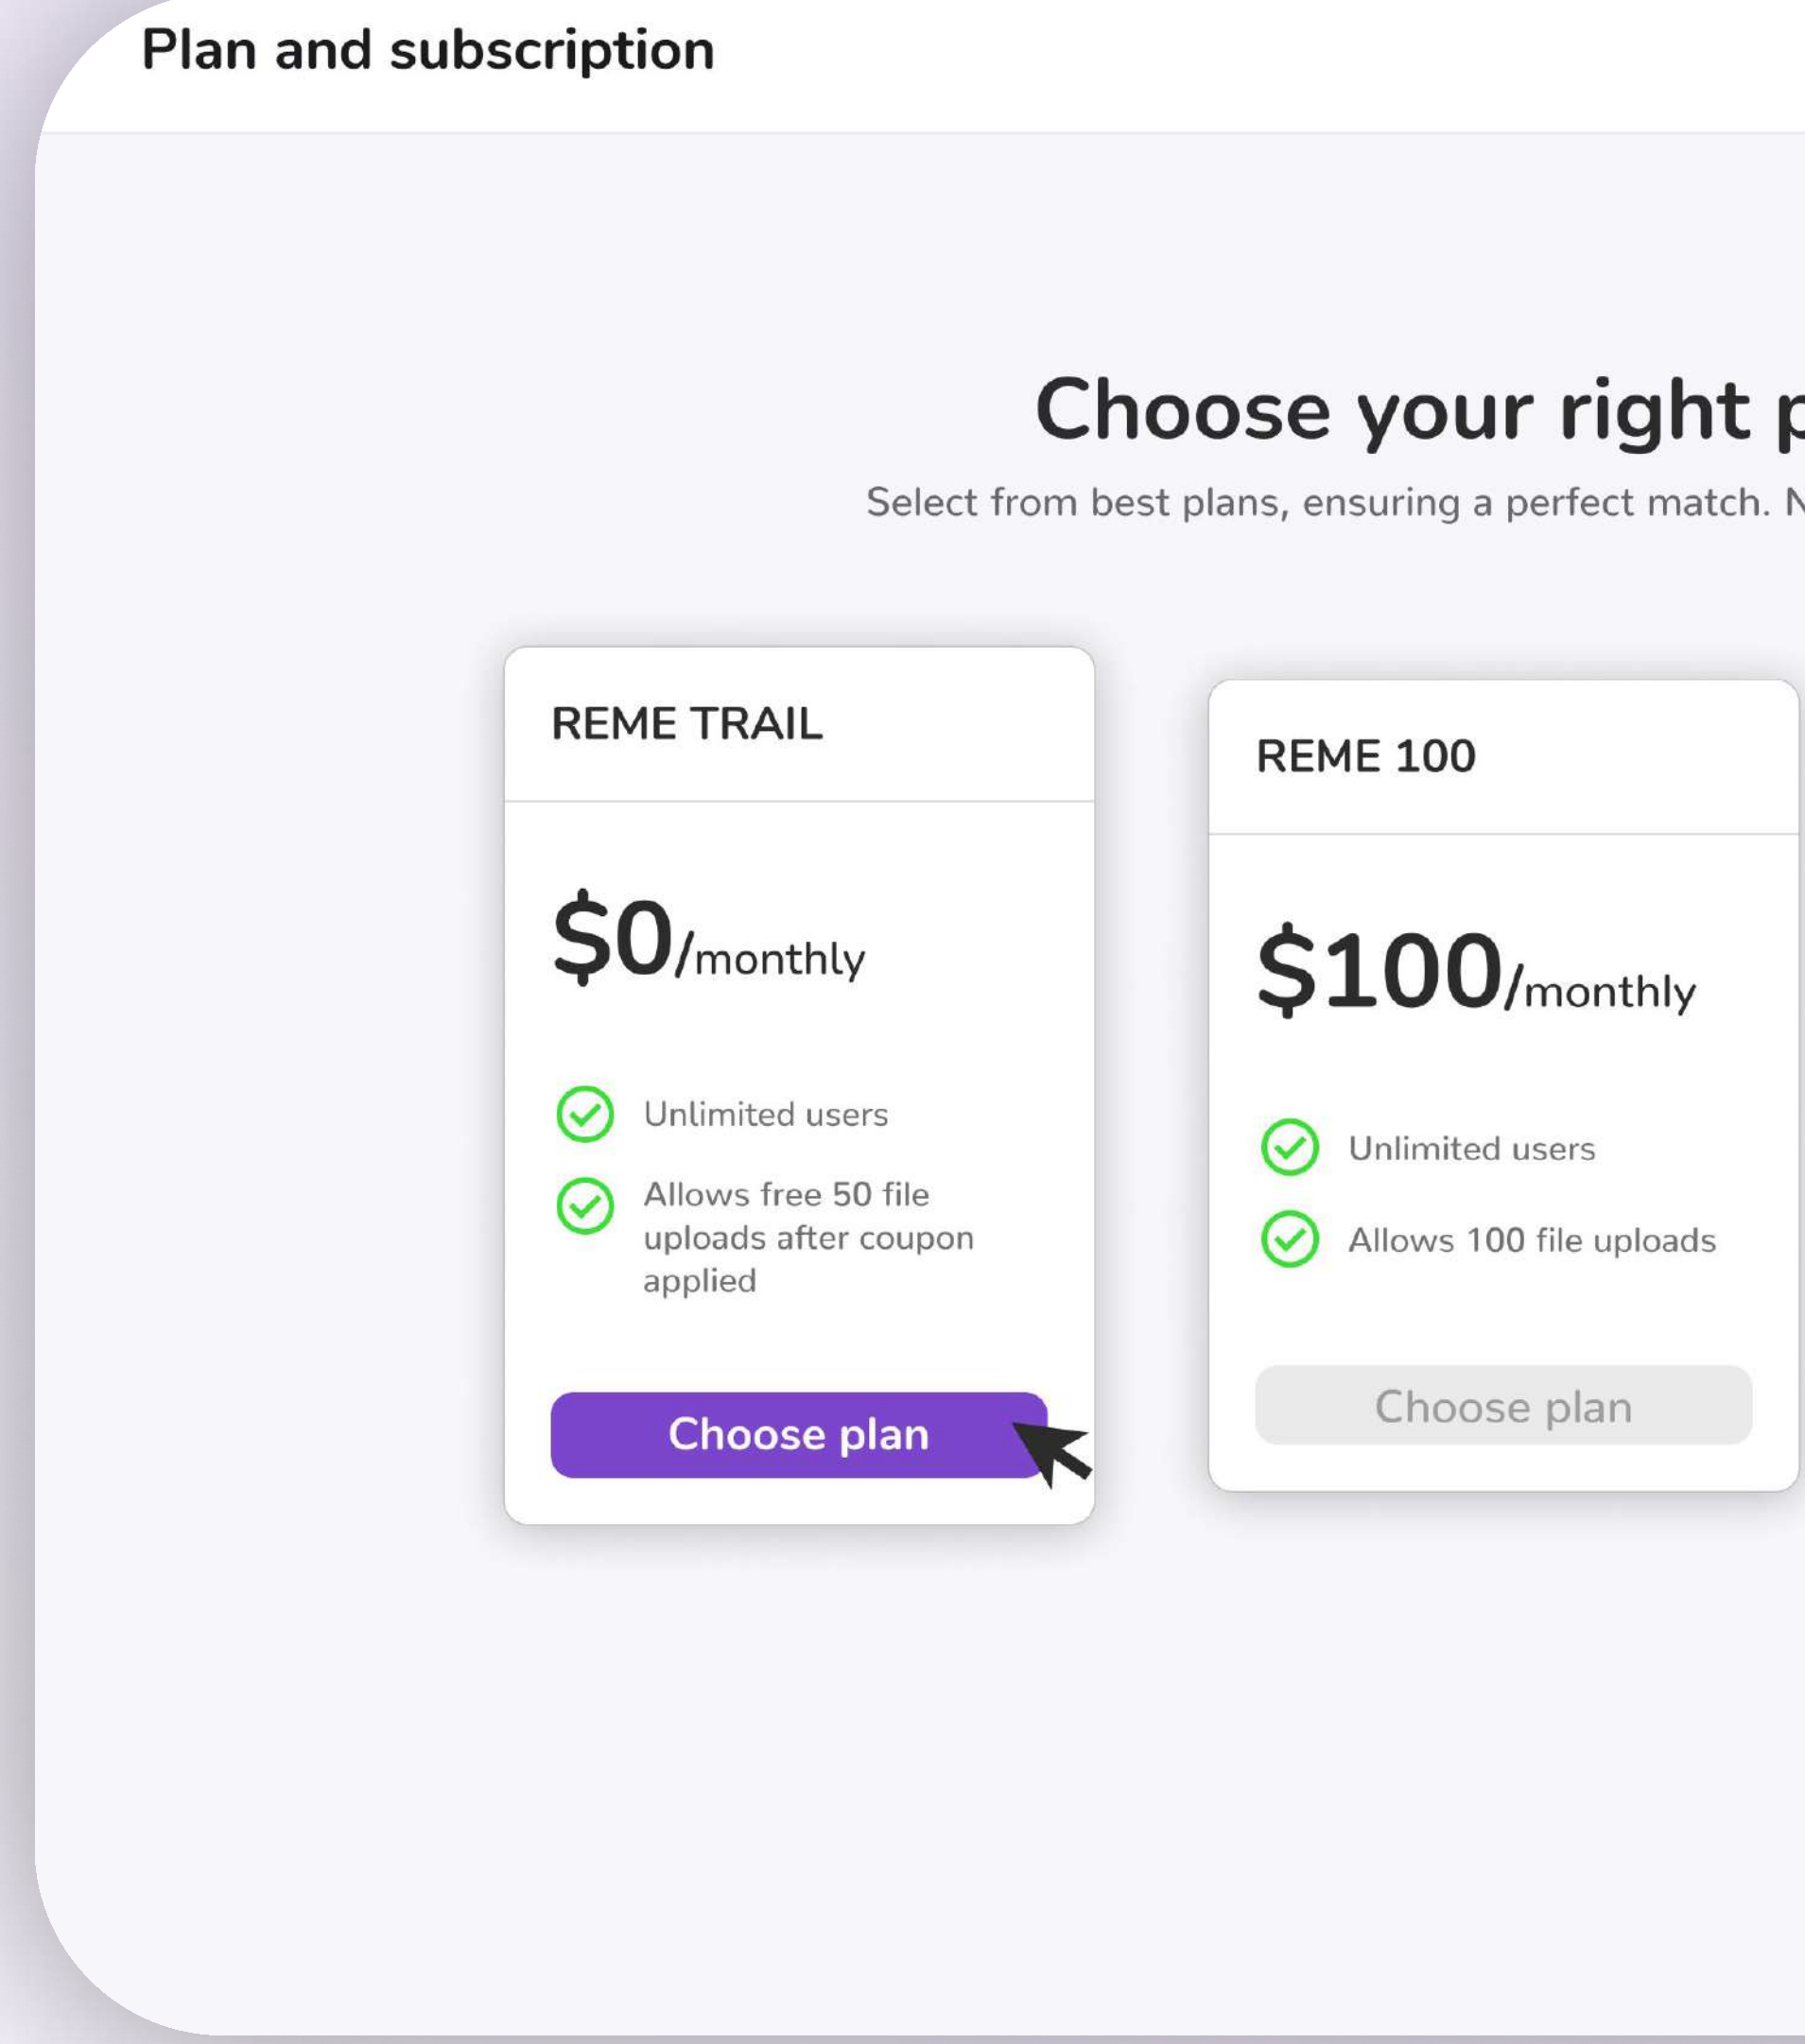 Plan and subscription
Choose your right
Select from best plans, ensuring a perfect match.
REME TRAIL
$0/monthly
Unlimited users
Allows free 50 file
uploads after coupon
applied
Choose plan
REME 100
$100/monthly
Unlimited users
Allows 100 file uploads
Choose plan